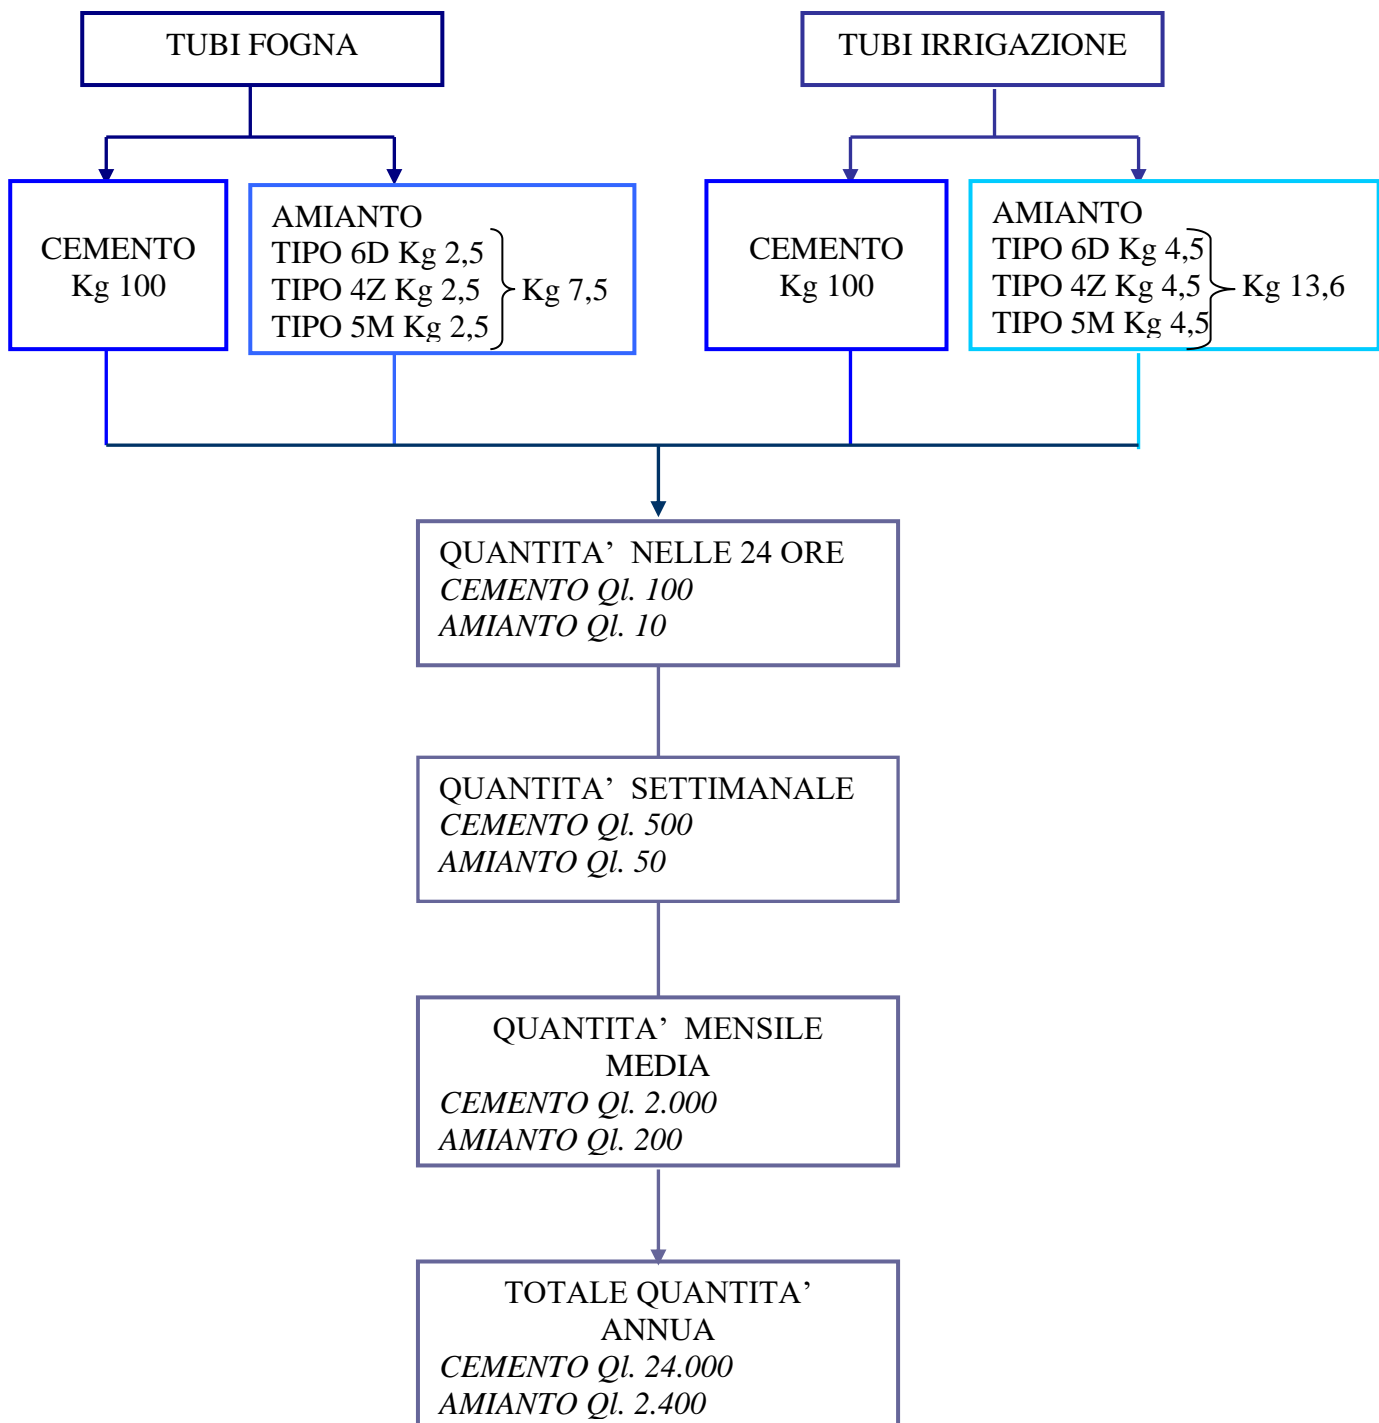 TUBI FOGNA
TUBI IRRIGAZIONE
CEMENTO
Kg 100
AMIANTO
TIPO 6D Kg 2,5
TIPO 4Z Kg 2,5
TIPO 5M Kg 2,5
Kg 7,5
CEMENTO
Kg 100
AMIANTO
TIPO 6D Kg 4,5
TIPO 4Z Kg 4,5
TIPO 5M Kg 4,5
Kg 13,6
QUANTITA’ NELLE 24 ORE
CEMENTO Ql. 100
AMIANTO Ql. 10
QUANTITA’ SETTIMANALE
CEMENTO Ql. 500
AMIANTO Ql. 50
QUANTITA’ MENSILE
MEDIA
CEMENTO Ql. 2.000
AMIANTO Ql. 200
TOTALE QUANTITA’
ANNUA
CEMENTO Ql. 24.000
AMIANTO Ql. 2.400